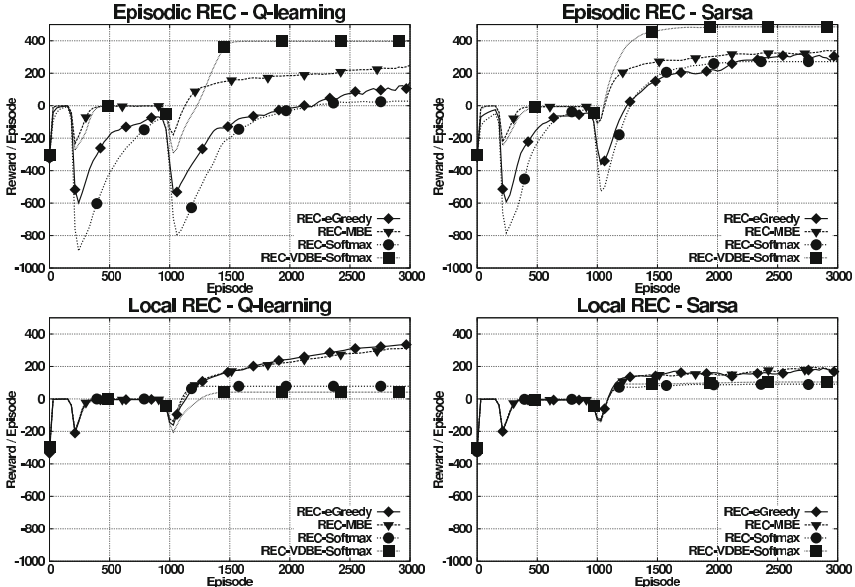 Episodic REC - Q-learning
Reward / Episode
400
200
0
-200
-400
-600
-800
-1000
REC-eGreedy
REC-MBE
REC-Softmax
REC-VDBE-Softmax
0 500 1000 1500 2000 2500 3000
Episode
Episodic REC - Sarsa
Reward / Episode
400
200
0
-200
-400
-600
-800
-1000
REC-eGreedy
REC-MBE
REC-Softmax
REC-VDBE-Softmax
0 500 1000 1500 2000 2500 3000
Episode
Local REC - Q-learning
Reward / Episode
400
200
0
-200
-400
-600
-800
-1000
REC-eGreedy
REC-MBE
REC-Softmax
REC-VDBE-Softmax
0 500 1000 1500 2000 2500 3000
Episode
Local REC - Sarsa
Reward / Episode
400
200
0
-200
-400
-600
-800
-1000
REC-eGreedy
REC-MBE
REC-Softmax
REC-VDBE-Softmax
0 500 1000 1500 2000 2500 3000
Episode